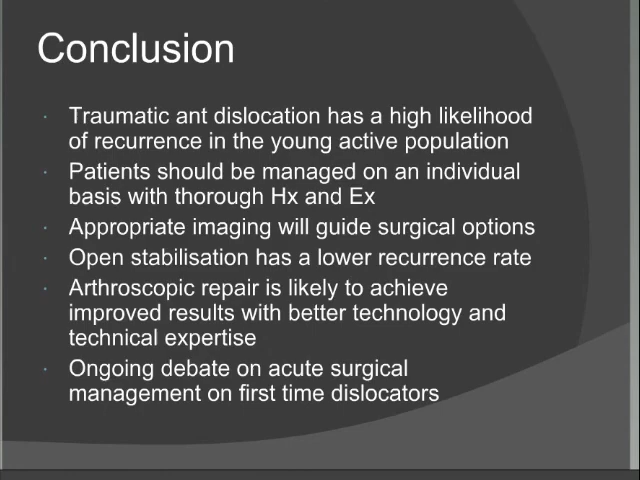 Conclusion
· Traumatic ant dislocation has a high likelihood
of recurrence in the young active population
· Patients should be managed on an individual
basis with thorough Hx and Ex
· Appropriate imaging will guide surgical options
· Open stabilisation has a lower recurrence rate
· Arthroscopic repair is likely to achieve
improved results with better technology and
technical expertise
· Ongoing debate on acute surgical
management on first time dislocators